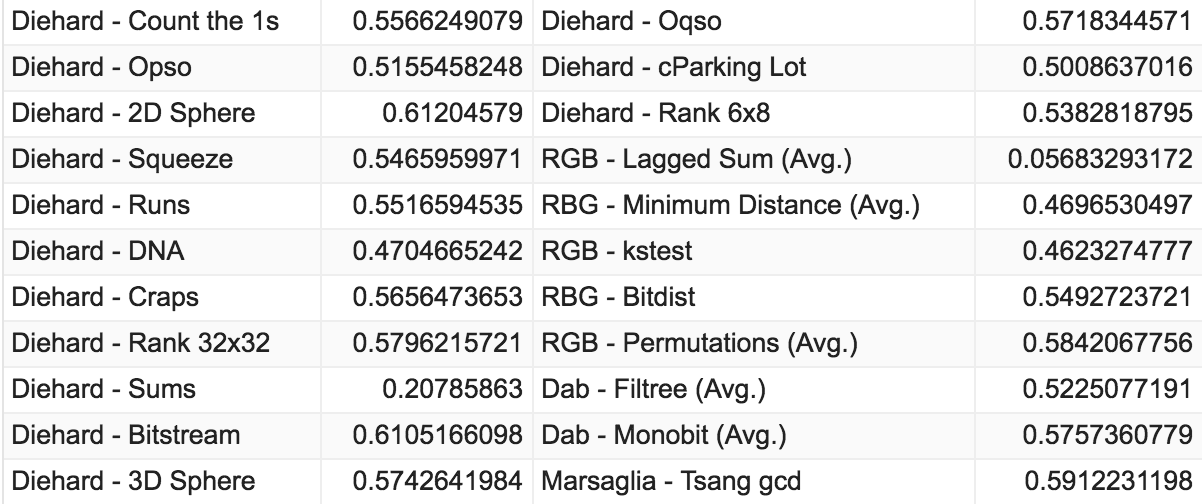 Diehard - Count the 1s 0.5566249079 Diehard - Oqso 0.5718344571
Diehard - Opso 0.5155458248 Diehard - cParking Lot 0.5008637016
Diehard - 2D Sphere 0.61204579 Diehard - Rank 6x8 0.5382818795
Diehard - Squeeze 0.5465959971 RGB - Lagged Sum (Avg.) 0.05683293172
Diehard - Runs 0.5516594535 RBG - Minimum Distance (Avg.) 0.4696530497
Diehard - DNA 0.4704665242 RGB - kstest 0.4623274777
Diehard - Craps 0.5656473653 RBG - Bitdist 0.5492723721
Diehard - Rank 32x32 0.5796215721 RGB - Permutations (Avg.) 0.5842067756
Diehard - Sums 0.20785863 Dab - Filtree (Avg.) 0.5225077191
Diehard - Bitstream 0.6105166098 Dab - Monobit (Avg.) 0.5757360779
Diehard - 3D Sphere 0.5742641984 Marsaglia - Tsang gcd 0.5912231198